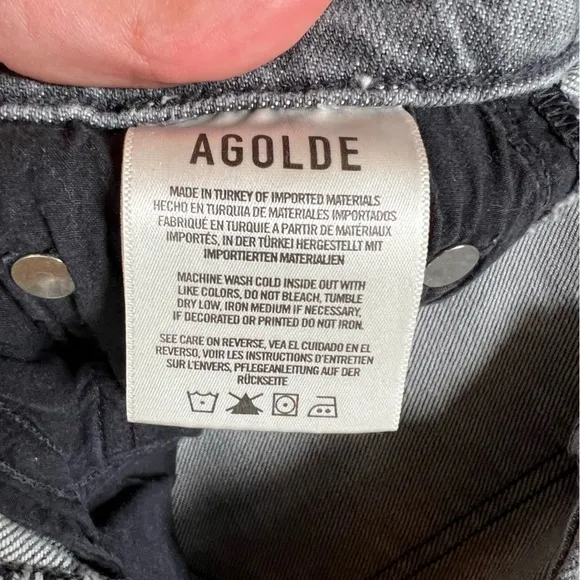 AGOLDE
MADE IN TURKEY OF IMPORTED MATERIALS
HECHO EN TURQUIA DE MATERIALES IMPORTADOS
FABRIQUÉ EN TURQUIE A PARTIR DE MATÉRIAUX
IMPORTÉS, IN DER TÜRKEI HERGESTELLT MIT
IMPORTIERTEN MATERIALIEN
MACHINE WASH COLD INSIDE OUT WITH
LIKE COLORS, DO NOT BLEACH, TUMBLE
DRY LOW, IRON MEDIUM IF NECESSARY,
IF DECORATED OR PRINTED DO NOT IRON.
SEE CARE ON REVERSE, VEA EL CUIDADO EN EL
REVERSO, VOIR LES INSTRUCTIONS D'ENTRETIEN
SUR L'ENVERS, PFLEGEANLEITUNG AUF DER
RÜCKSEITE